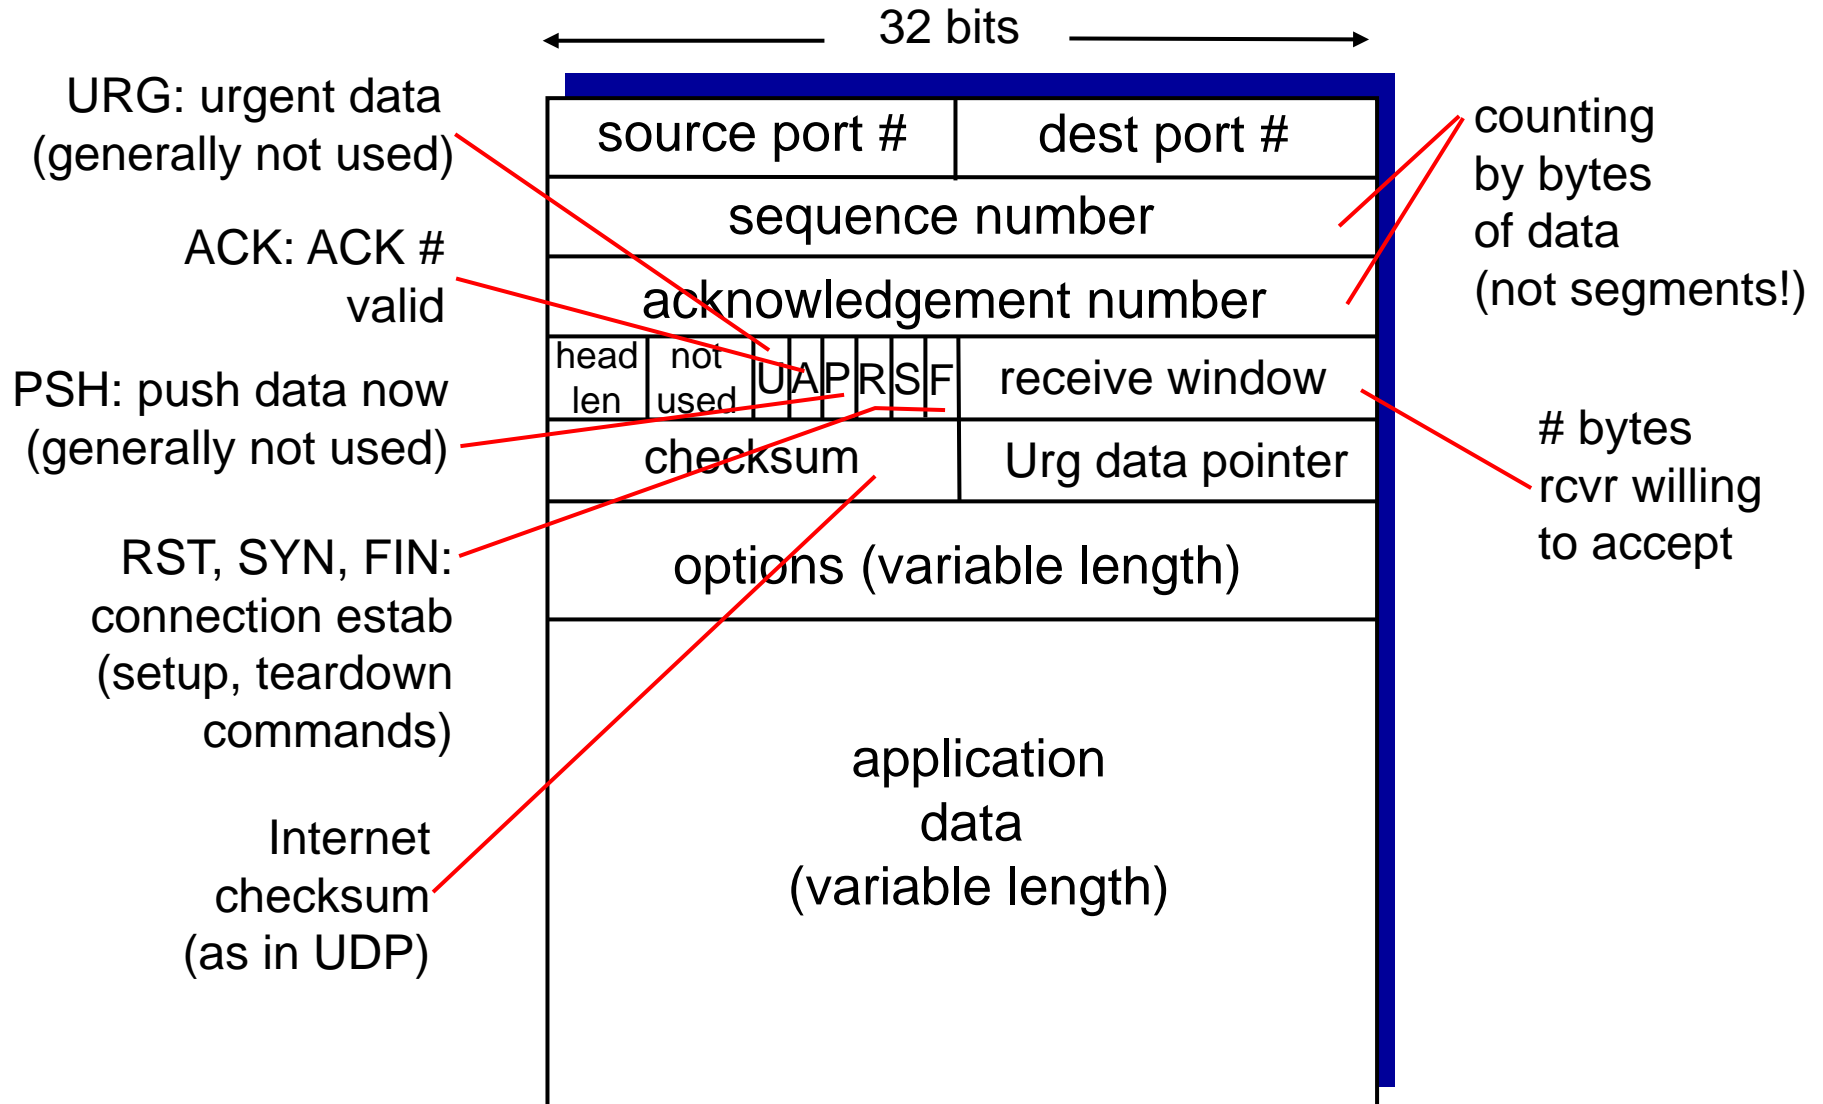 32 bits
URG: urgent data
(generally not used)
ACK: ACK #
valid
PSH: push data now
(generally not used)
RST, SYN, FIN:
connection estab
(setup, teardown
commands)
Internet
checksum
(as in UDP)
source port #
dest port #
sequence number
acknowledgement number
head
len
not
used
U
A
P
R
S
F
receive window
checksum
Urg data pointer
options (variable length)
application
data
(variable length)
counting
by bytes
of data
(not segments!)
# bytes
rcvr willing
to accept